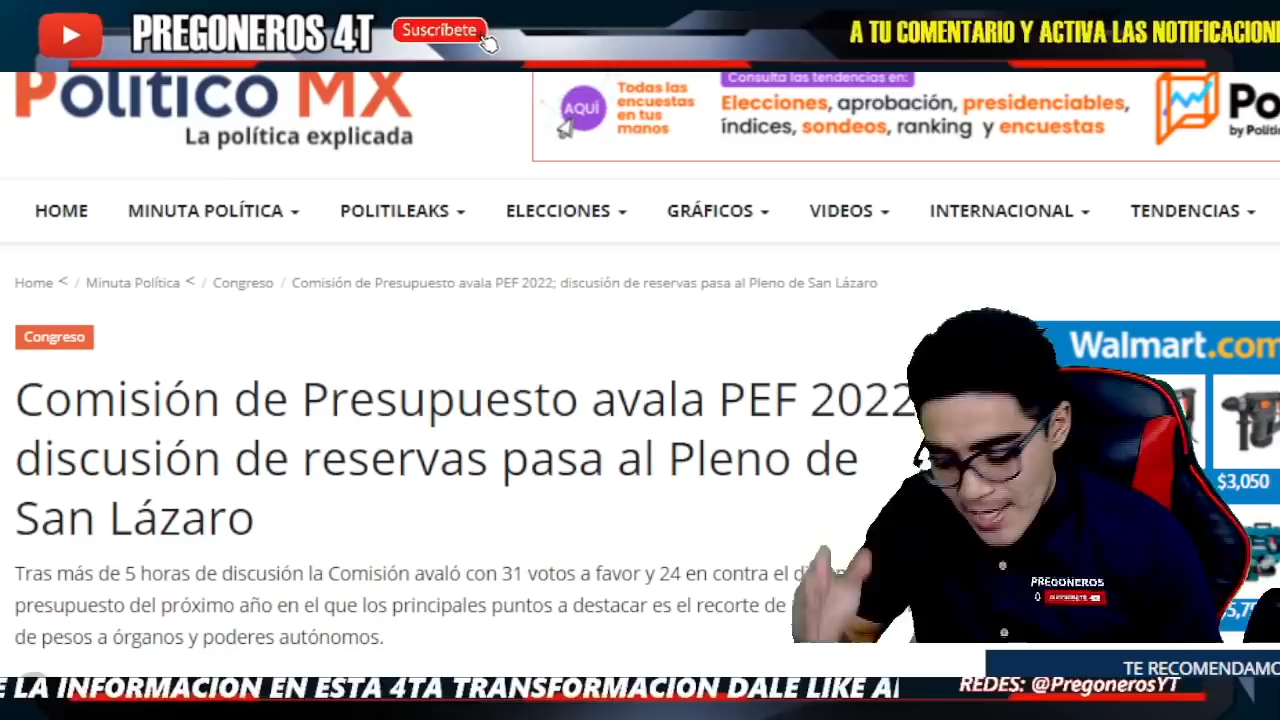 PREGONEROS 4T
Suscríbete
A TU COMENTARIO Y ACTIVA LAS
Político MX
La política explicada
AQUÍ
Todas las
encuestas
en tus
manos
Consulta las tendencias en:
Elecciones, aprobación, presidenciables,
índices, sondeos, ranking y encuestas
Po
by
HOME MINUTA POLÍTICA POLITILEAKS ELECCIONES GRÁFICOS VIDEOS INTERNACIONAL TENDENCIAS
Home < / Minuta Política < / Congreso / Comisión de Presupuesto avala PEF 2022; discusión de reservas pasa al Pleno de San Lázaro
Congreso
Walmart.com
Comisión de Presupuesto avala PEF 2022
discusión de reservas pasa al Pleno de
San Lázaro
$3,050
Tras más de 5 horas de discusión la Comisión avaló con 31 votos a favor y 24 en contra el
presupuesto del próximo año en el que los principales puntos a destacar es el recorte de
de pesos a órganos y poderes autónomos.
PREGONEROS
TE RECOMENDAMO
E LA INFORMACION EN ESTA 4TA TRANSFORMACION DALE LIKE
REDES: @PregonerosYT